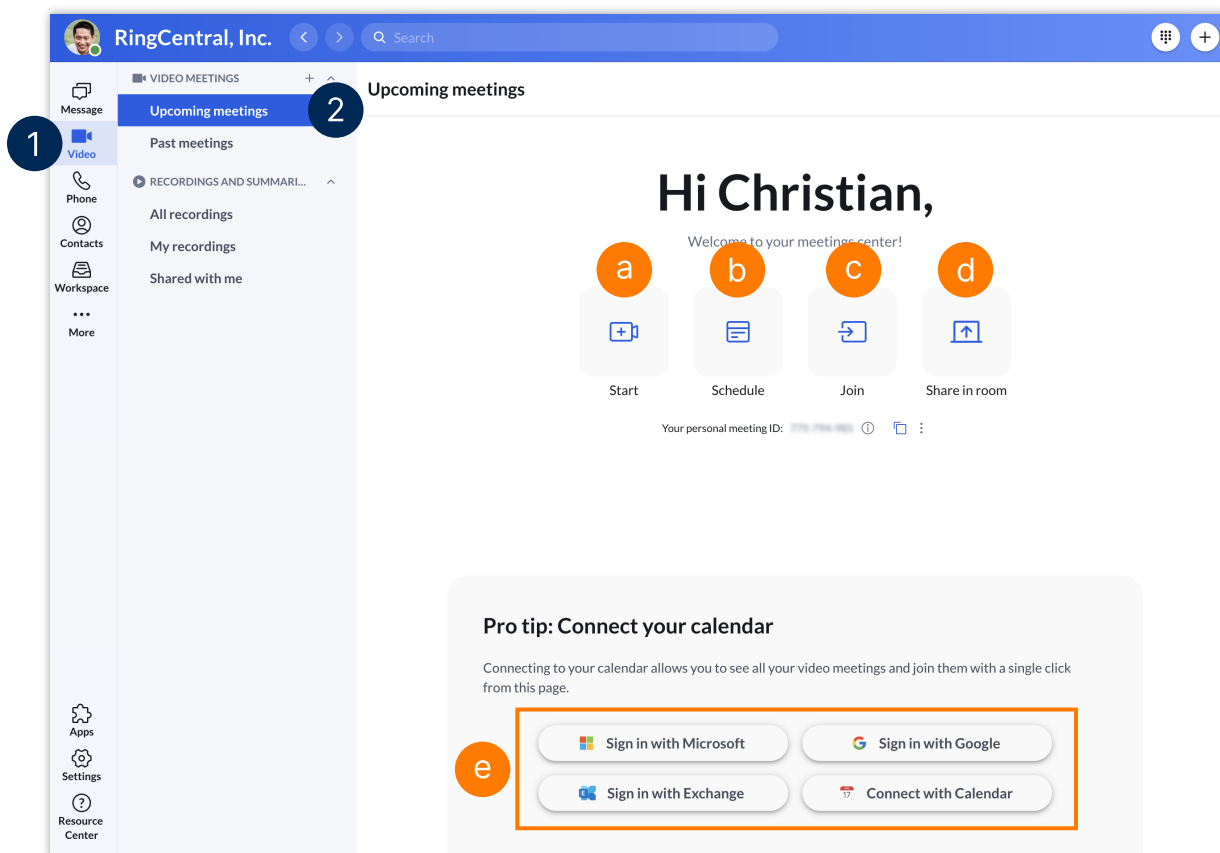 RingCentral, Inc.
Search
Message
1
Video
Phone
Contacts
Workspace
More
Apps
Settings
Resource
Center
VIDEO MEETINGS
Upcoming meetings
2
Past meetings
RECORDINGS AND SUMMARI...
All recordings
My recordings
Shared with me
Upcoming meetings
Hi Christian,
Welcome to your meetings center!
a b c d
Start Schedule Join Share in room
Your personal meeting ID:
Pro tip: Connect your calendar
Connecting to your calendar allows you to see all your video meetings and join them with a single click
from this page.
e
Sign in with Microsoft Sign in with Google
Sign in with Exchange 17 Connect with Calendar